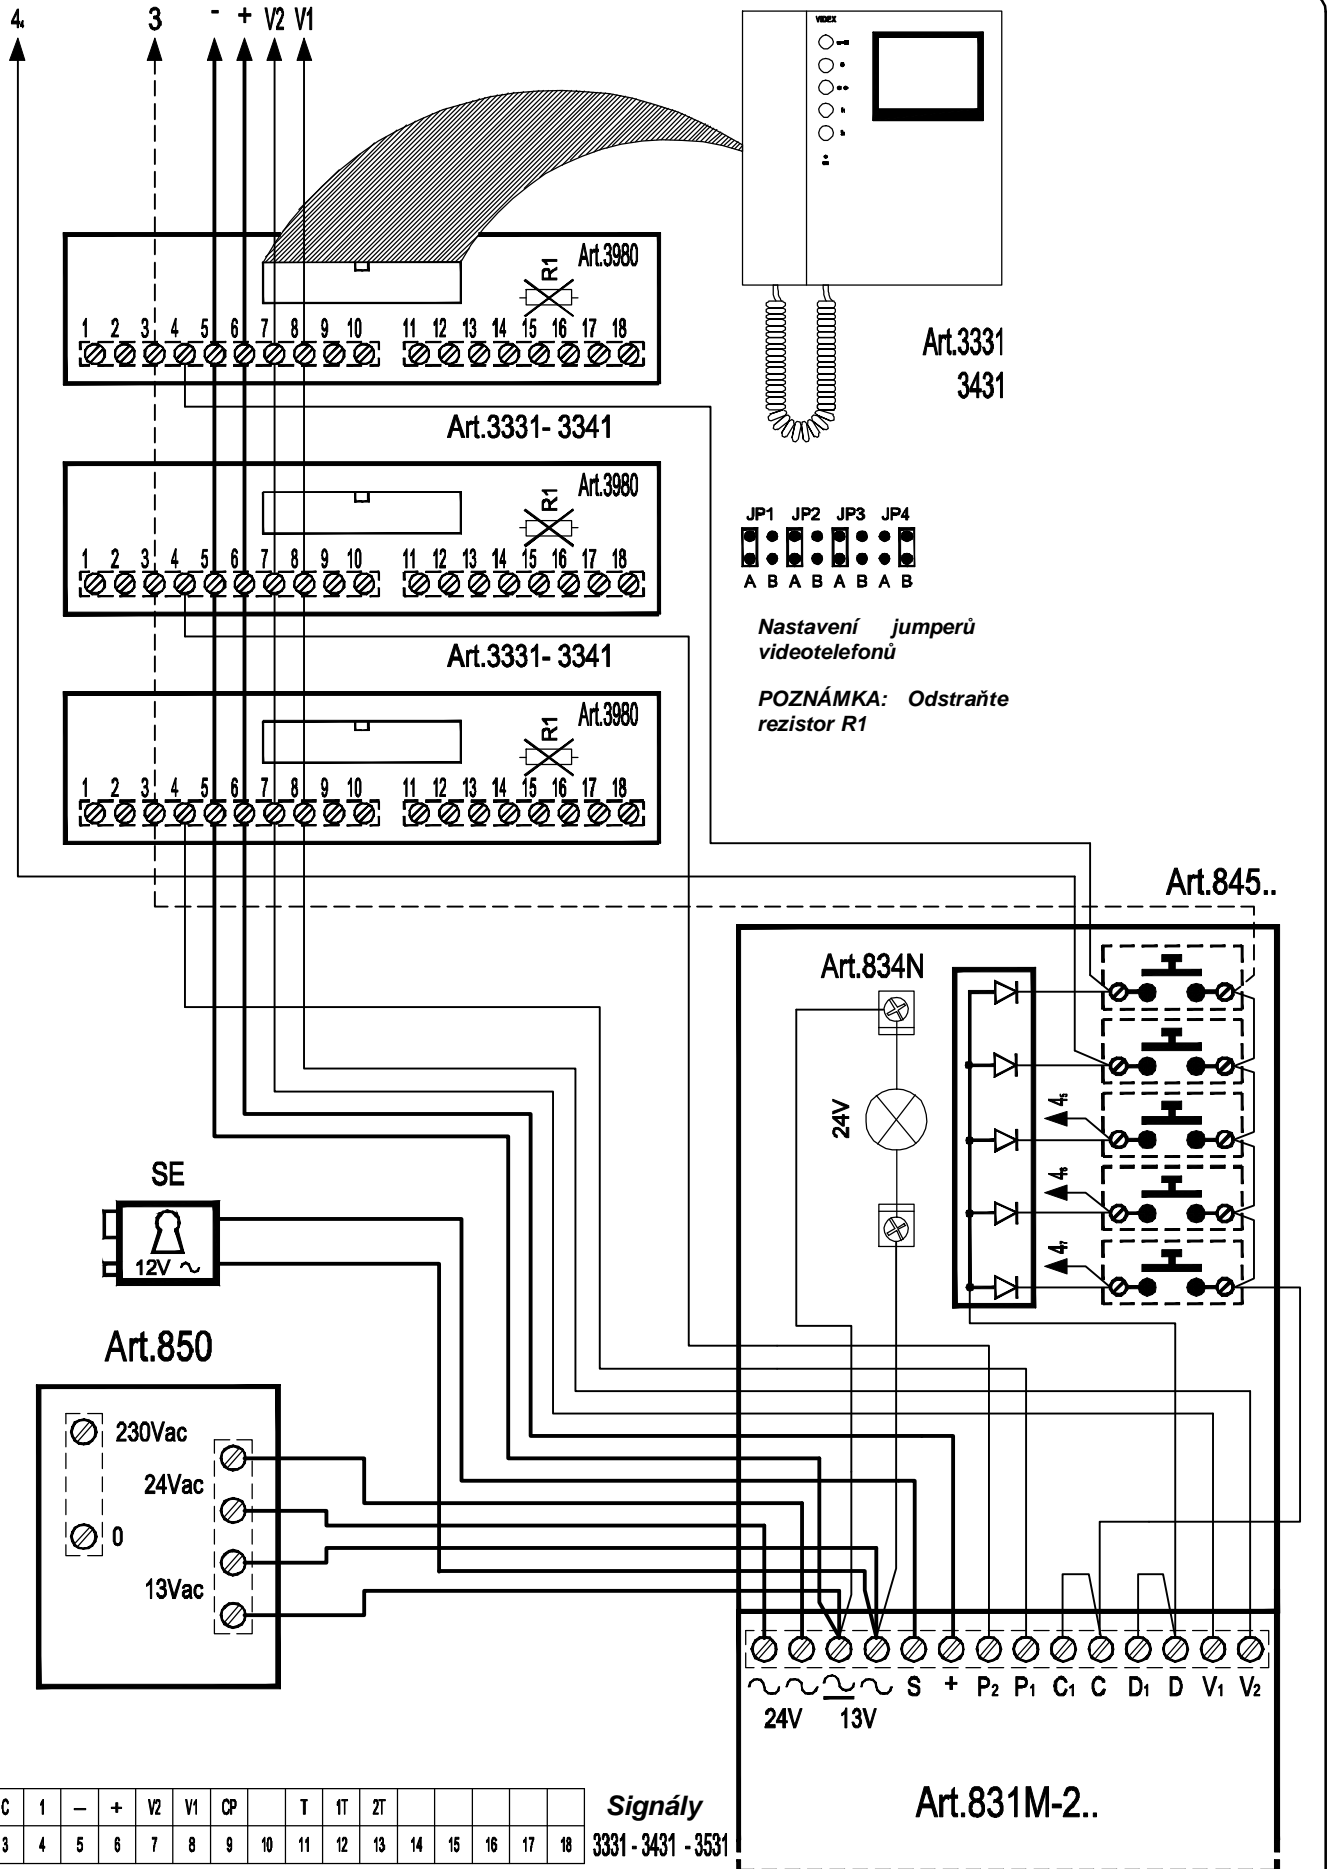 4₄ 3 - + V2 V1
VIDEX
Art.3980
R1
1 2 3 4 5 6 7 8 9 10 11 12 13 14 15 16 17 18
Art.3331
3431
Art.3331- 3341
Art.3980
R1
1 2 3 4 5 6 7 8 9 10 11 12 13 14 15 16 17 18
JP1 JP2 JP3 JP4
A B A B A B A B
Nastavení jumperů
videotelefonů
POZNÁMKA: Odstraňte
rezistor R1
Art.3331- 3341
Art.3980
R1
1 2 3 4 5 6 7 8 9 10 11 12 13 14 15 16 17 18
Art.845..
Art.834N
24V
4₅
4₆
4₇
SE
12V ~
Art.850
230Vac
24Vac
0
13Vac
S + P2 P1 C1 C D1 D V1 V2
24V 13V
Art.831M-2..
C 1 – + V2 V1 CP T 1T 2T
3 4 5 6 7 8 9 10 11 12 13 14 15 16 17 18
Signály
3331 - 3431 - 3531